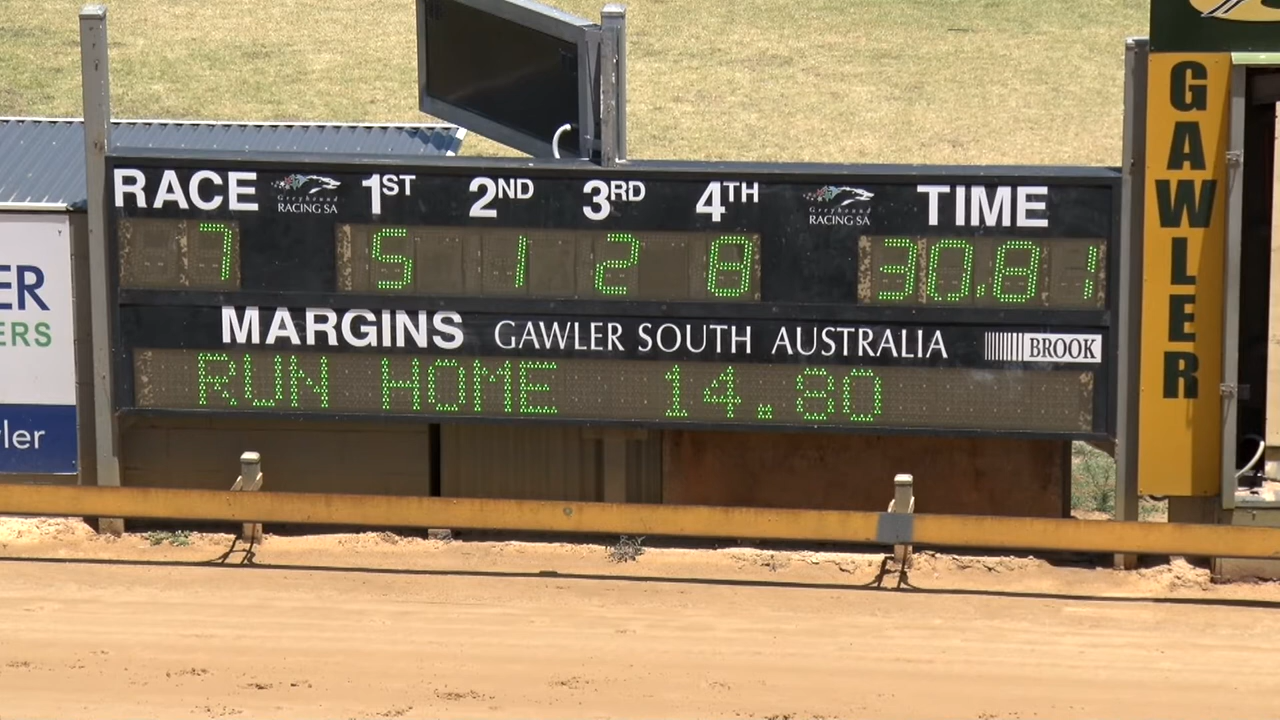 RACE 1ST 2ND 3RD 4TH TIME
Greyhound RACING SA
Greyhound RACING SA
7 5 1 2 8 30.81
MARGINS GAWLER SOUTH AUSTRALIA BROOK
RUN HOME 14.80
GAWLER
ER
ERS
ler